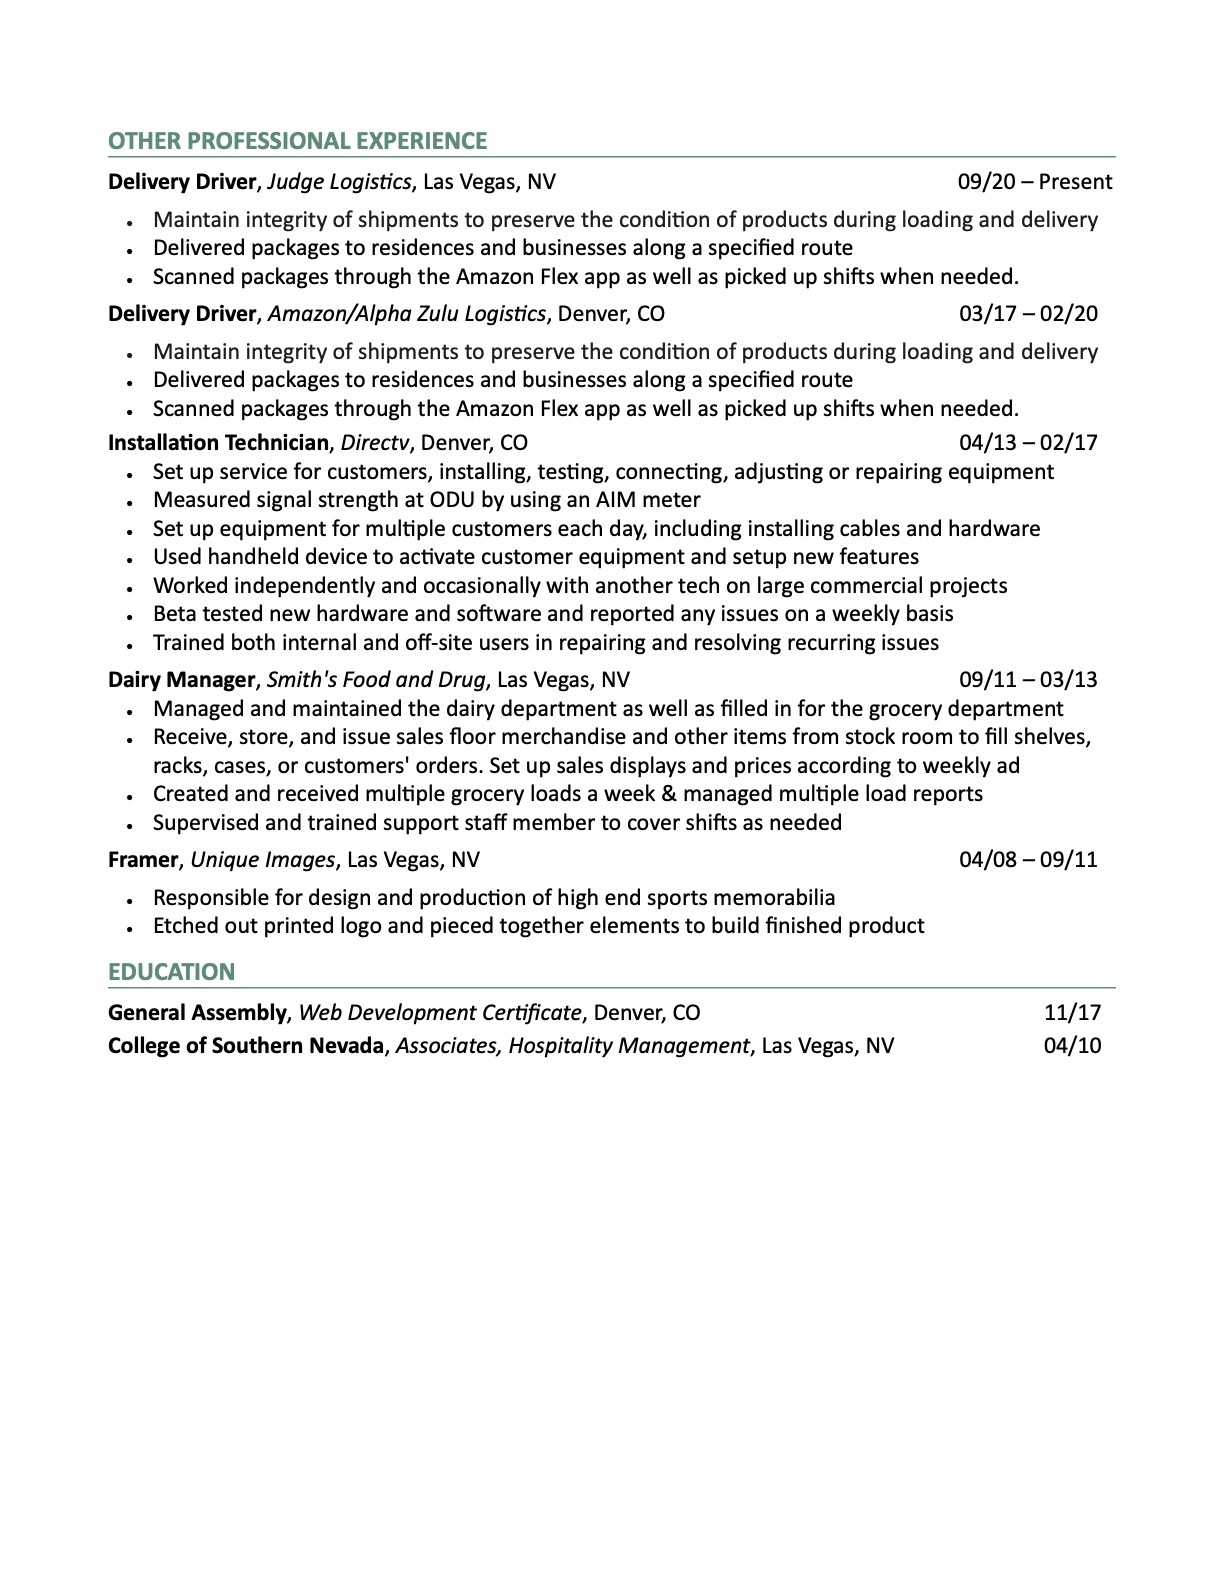 OTHER PROFESSIONAL EXPERIENCE
Delivery Driver, Judge Logistics, Las Vegas, NV 09/20 – Present
• Maintain integrity of shipments to preserve the condition of products during loading and delivery
• Delivered packages to residences and businesses along a specified route
• Scanned packages through the Amazon Flex app as well as picked up shifts when needed.
Delivery Driver, Amazon/Alpha Zulu Logistics, Denver, CO 03/17 – 02/20
• Maintain integrity of shipments to preserve the condition of products during loading and delivery
• Delivered packages to residences and businesses along a specified route
• Scanned packages through the Amazon Flex app as well as picked up shifts when needed.
Installation Technician, Directv, Denver, CO 04/13 – 02/17
• Set up service for customers, installing, testing, connecting, adjusting or repairing equipment
• Measured signal strength at ODU by using an AIM meter
• Set up equipment for multiple customers each day, including installing cables and hardware
• Used handheld device to activate customer equipment and setup new features
• Worked independently and occasionally with another tech on large commercial projects
• Beta tested new hardware and software and reported any issues on a weekly basis
• Trained both internal and off-site users in repairing and resolving recurring issues
Dairy Manager, Smith's Food and Drug, Las Vegas, NV 09/11 – 03/13
• Managed and maintained the dairy department as well as filled in for the grocery department
• Receive, store, and issue sales floor merchandise and other items from stock room to fill shelves,
racks, cases, or customers' orders. Set up sales displays and prices according to weekly ad
• Created and received multiple grocery loads a week & managed multiple load reports
• Supervised and trained support staff member to cover shifts as needed
Framer, Unique Images, Las Vegas, NV 04/08 – 09/11
• Responsible for design and production of high end sports memorabilia
• Etched out printed logo and pieced together elements to build finished product
EDUCATION
General Assembly, Web Development Certificate, Denver, CO 11/17
College of Southern Nevada, Associates, Hospitality Management, Las Vegas, NV 04/10